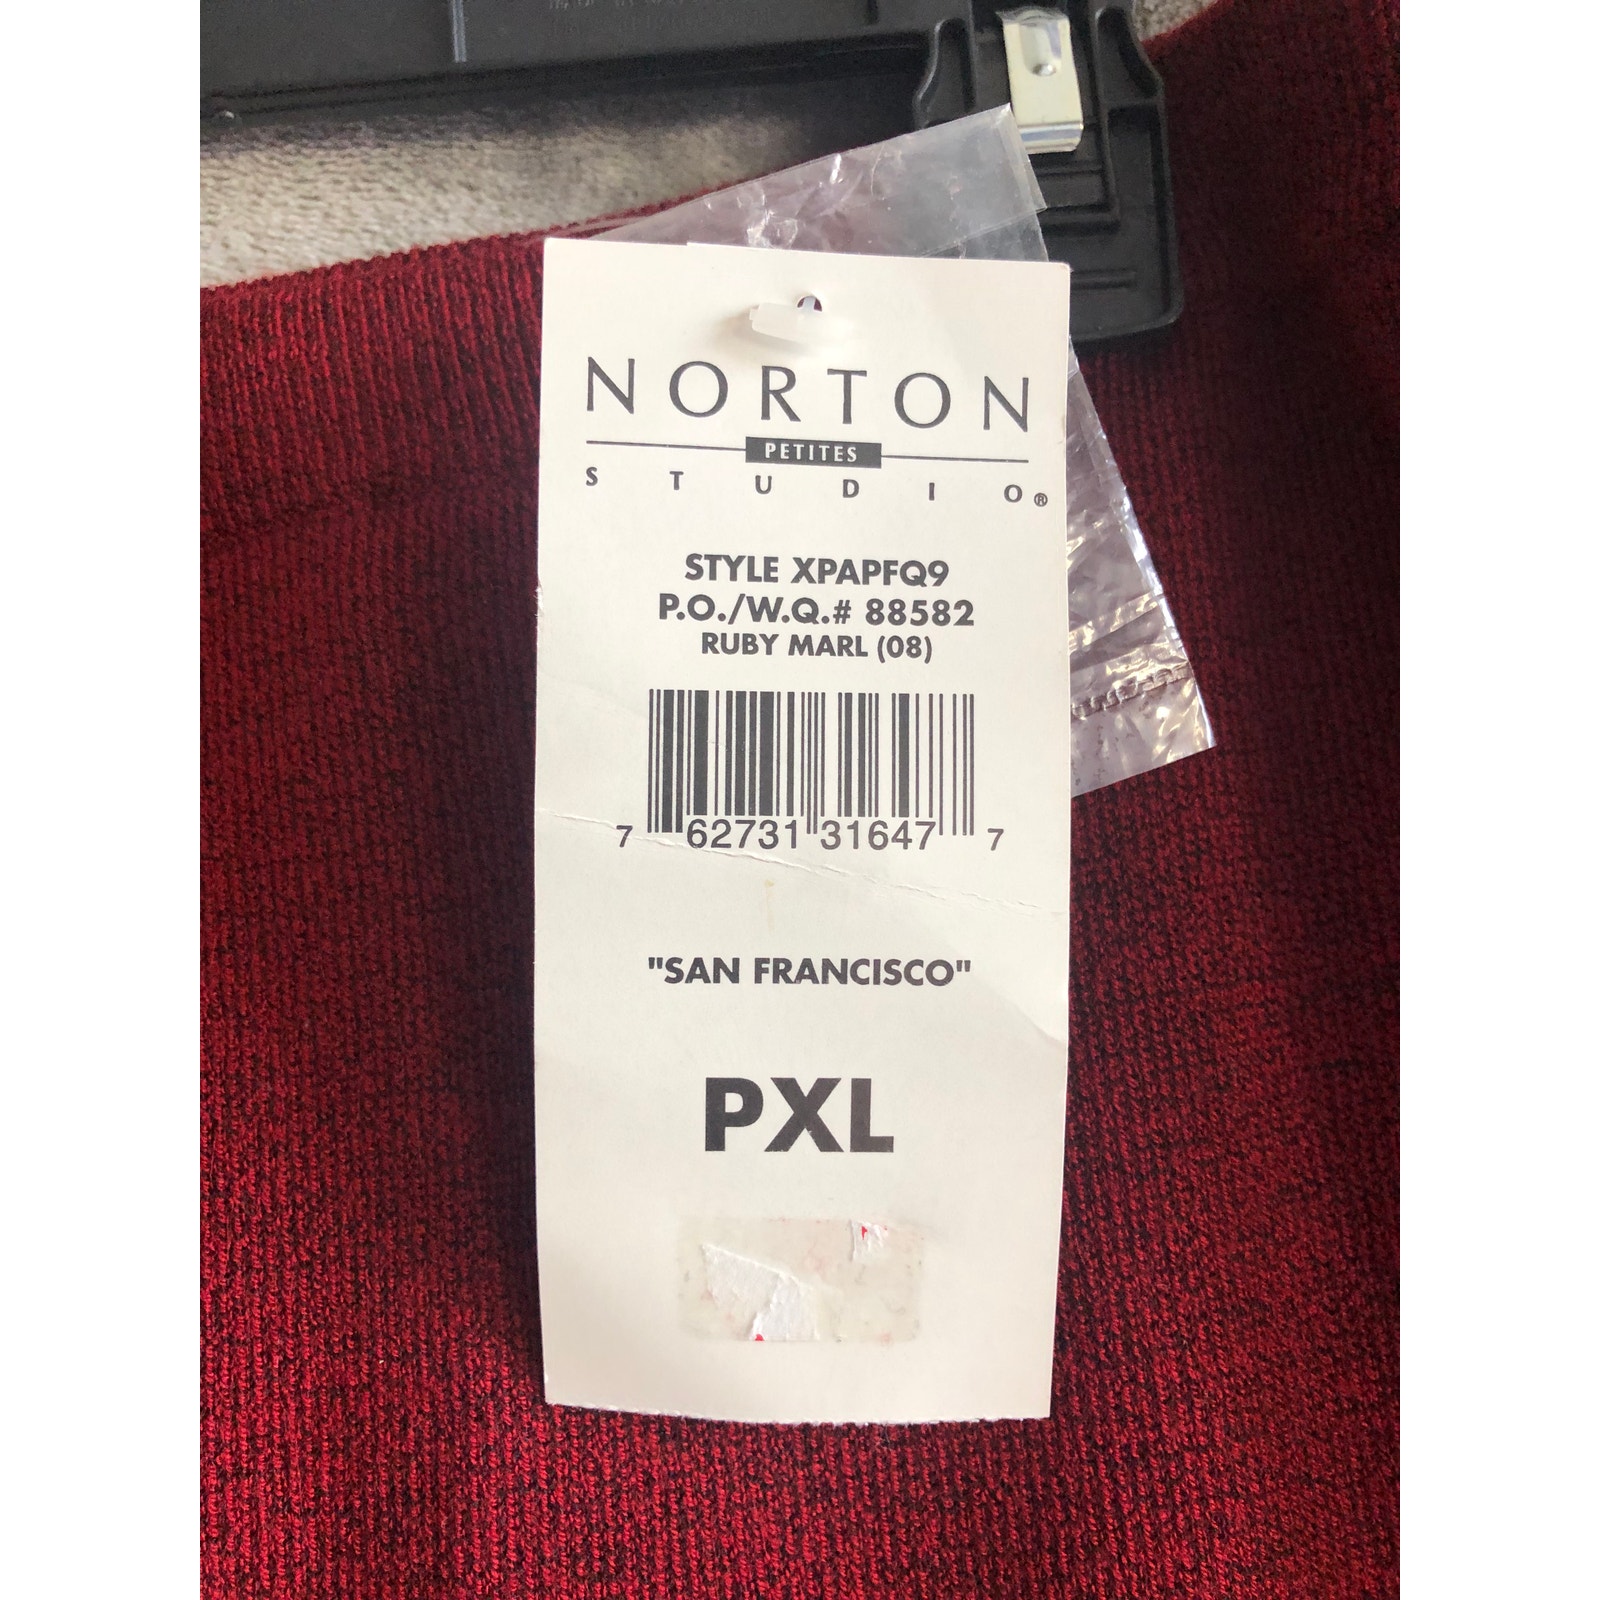 NORTON
PETITES
STUDIO®
STYLE XPAPFQ9
P.O./W.Q.# 88582
RUBY MARL (08)
7 62731 31647 7
"SAN FRANCISCO"
PXL